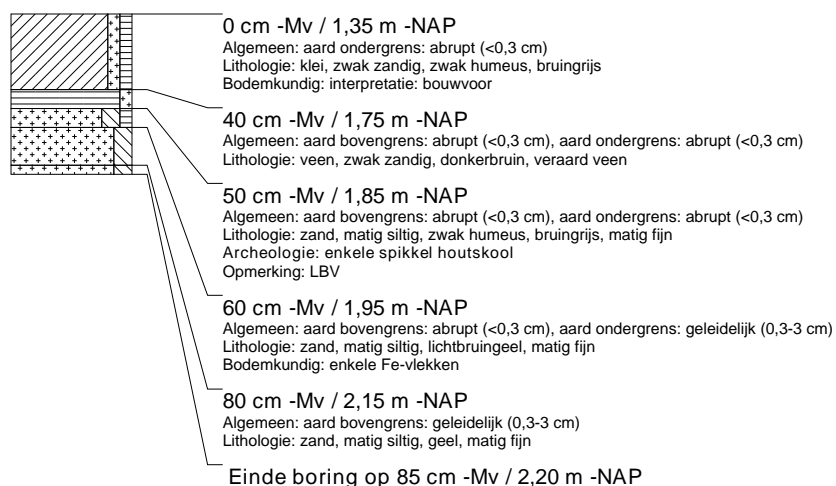 0 cm -Mv / 1,35 m -NAP
Algemeen: aard ondergrens: abrupt (<0,3 cm)
Lithologie: klei, zwak zandig, zwak humeus, bruingrijs
Bodemkundig: interpretatie: bouwvoor
40 cm -Mv / 1,75 m -NAP
Algemeen: aard bovengrens: abrupt (<0,3 cm), aard ondergrens: abrupt (<0,3 cm)
Lithologie: veen, zwak zandig, donkerbruin, veraard veen
50 cm -Mv / 1,85 m -NAP
Algemeen: aard bovengrens: abrupt (<0,3 cm), aard ondergrens: abrupt (<0,3 cm)
Lithologie: zand, matig siltig, zwak humeus, bruingrijs, matig fijn
Archeologie: enkele spikkel houtskool
Opmerking: LBV
60 cm -Mv / 1,95 m -NAP
Algemeen: aard bovengrens: abrupt (<0,3 cm), aard ondergrens: geleidelijk (0,3-3 cm)
Lithologie: zand, matig siltig, lichtbruingeel, matig fijn
Bodemkundig: enkele Fe-vlekken
80 cm -Mv / 2,15 m -NAP
Algemeen: aard bovengrens: geleidelijk (0,3-3 cm)
Lithologie: zand, matig siltig, geel, matig fijn
Einde boring op 85 cm -Mv / 2,20 m -NAP